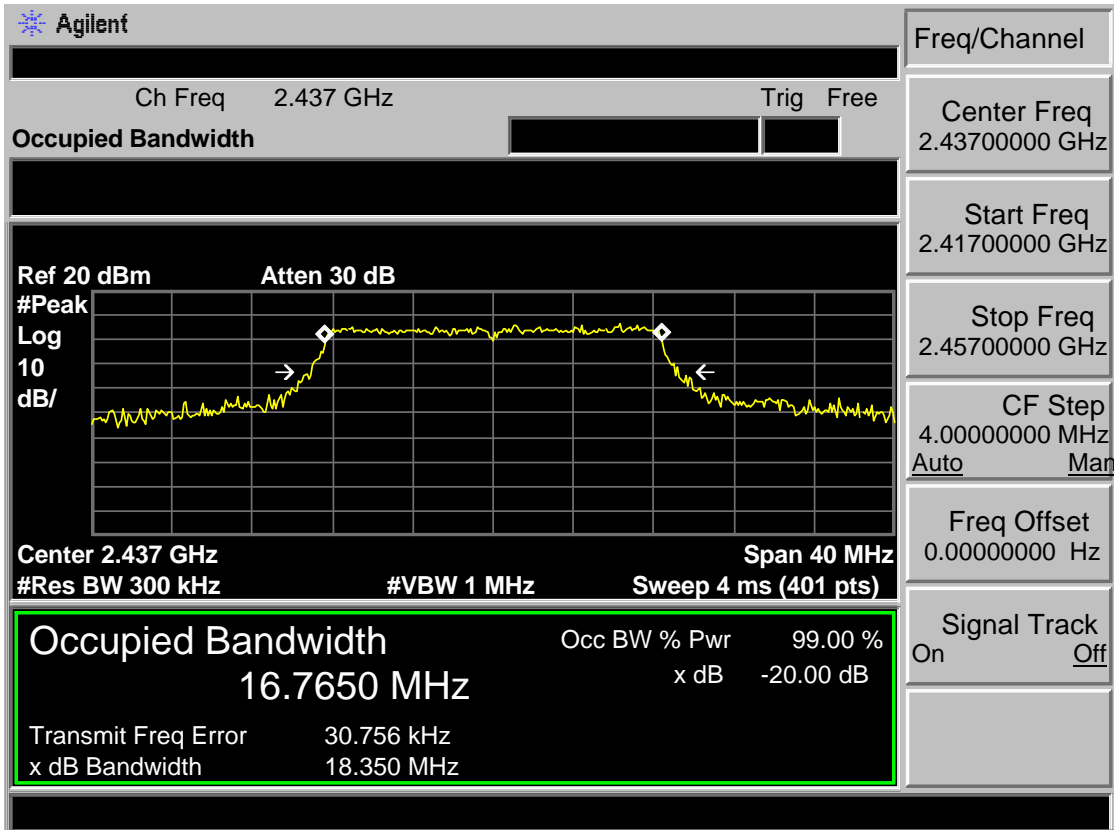 Agilent
Freq/Channel
Ch Freq 2.437 GHz Trig Free
Occupied Bandwidth
Center Freq
2.43700000 GHz
Start Freq
2.41700000 GHz
Stop Freq
2.45700000 GHz
CF Step
4.00000000 MHz
Auto Man
Freq Offset
0.00000000 Hz
Signal Track
On Off
Ref 20 dBm Atten 30 dB
#Peak
Log
10
dB/
Center 2.437 GHz Span 40 MHz
#Res BW 300 kHz #VBW 1 MHz Sweep 4 ms (401 pts)
Occupied Bandwidth
16.7650 MHz
Occ BW % Pwr 99.00 %
x dB -20.00 dB
Transmit Freq Error 30.756 kHz
x dB Bandwidth 18.350 MHz